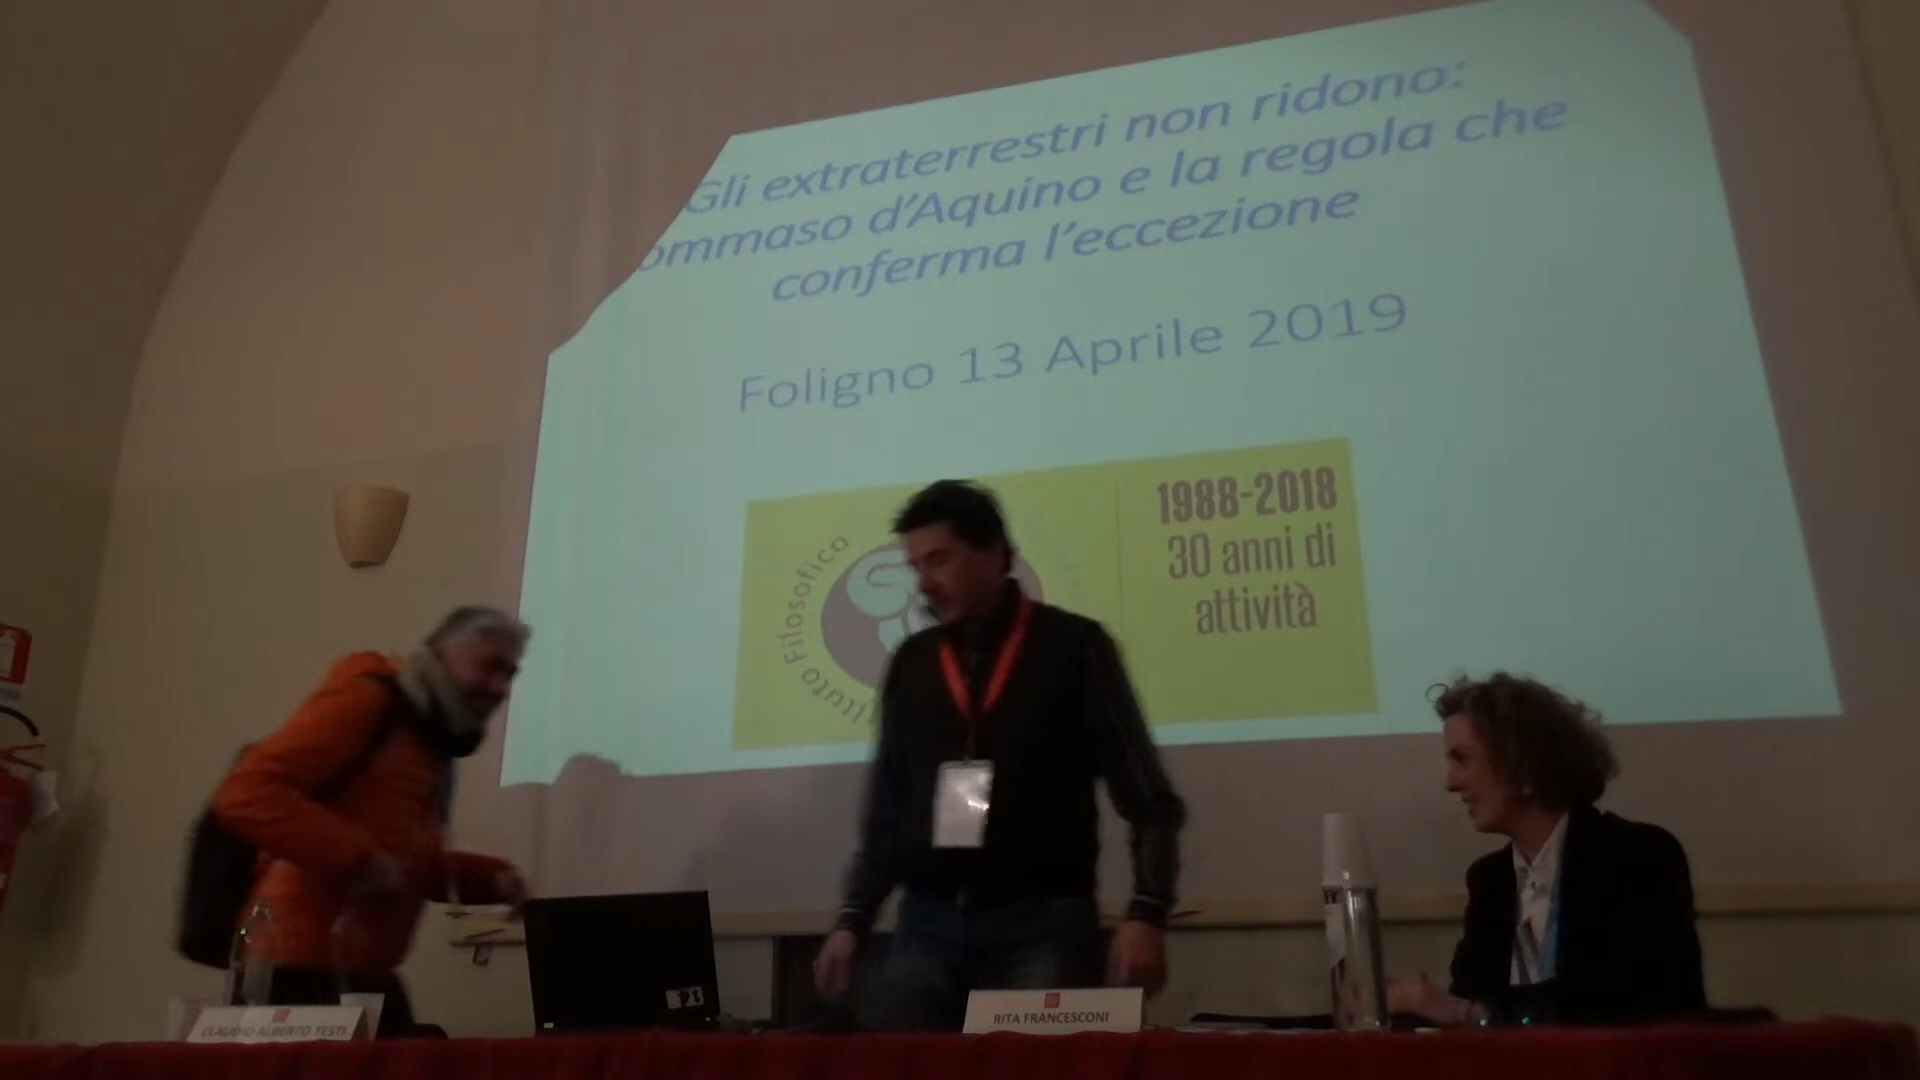 Gli extraterrestri non ridono:
ommaso d'Aquino e la regola che
conferma l'eccezione
Foligno 13 Aprile 2019
1988-2018
30 anni di
attività
tituto Filosofico
CLAUDIO ALBERTO TESTI
RITA FRANCESCONI